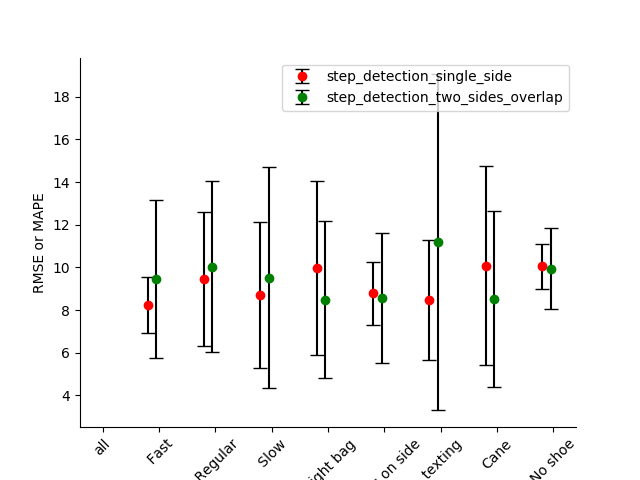 step_detection_single_side
step_detection_two_sides_overlap
RMSE or MAPE
18
16
14
12
10
8
6
4
all
Fast
Regular
Slow
ight bag
on side
texting
Cane
No shoe